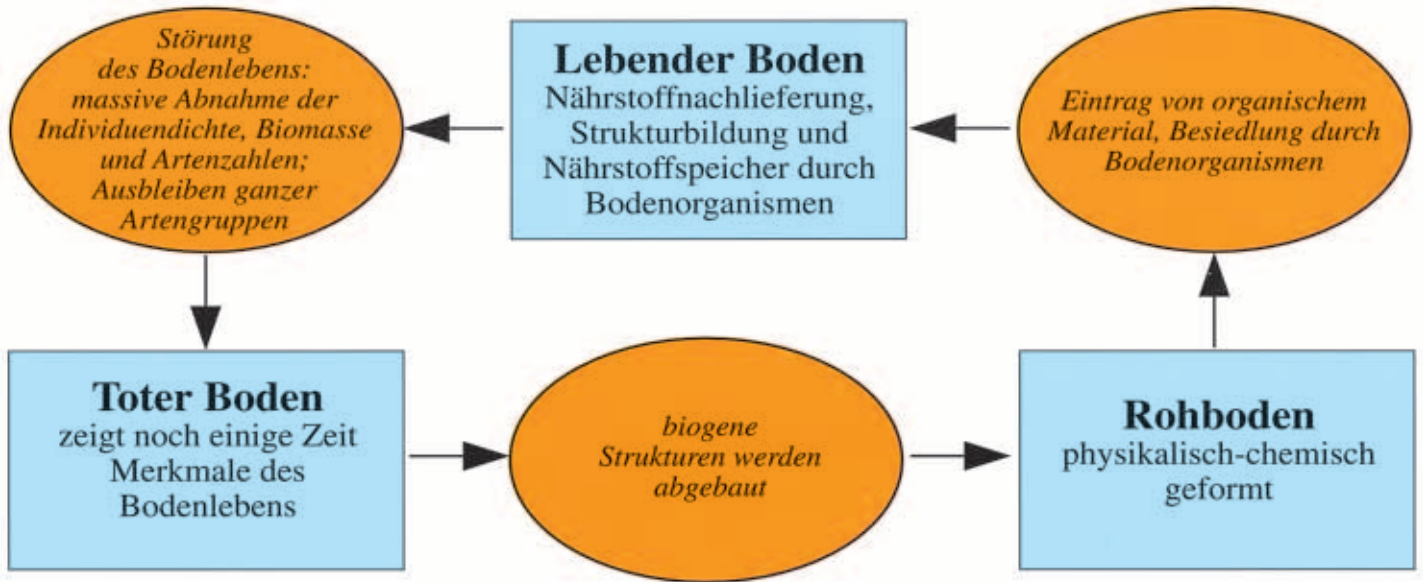 Störung
des Bodenlebens:
massive Abnahme der
Individuendichte, Biomasse
und Artenzahlen;
Ausbleiben ganzer
Artengruppen
Lebender Boden
Nährstoffnachlieferung,
Strukturbildung und
Nährstoffspeicher durch
Bodenorganismen
Eintrag von organischem
Material, Besiedlung durch
Bodenorganismen
Toter Boden
zeigt noch einige Zeit
Merkmale des
Bodenlebens
biogene
Strukturen werden
abgebaut
Rohboden
physikalisch-chemisch
geformt